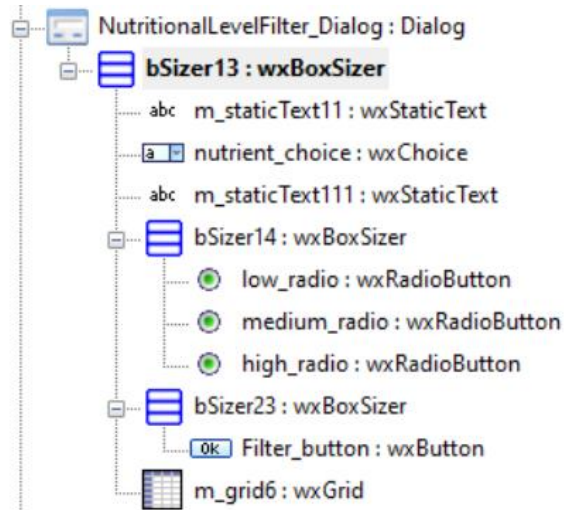 NutritionalLevelFilter_Dialog : Dialog
bSizer13 : wxBoxSizer
abc m_staticText11 : wxStaticText
a nutrient_choice : wxChoice
abc m_staticText111 : wxStaticText
bSizer14 : wxBoxSizer
low_radio : wxRadioButton
medium_radio : wxRadioButton
high_radio : wxRadioButton
bSizer23 : wxBoxSizer
OK Filter_button : wxButton
m_grid6 : wxGrid